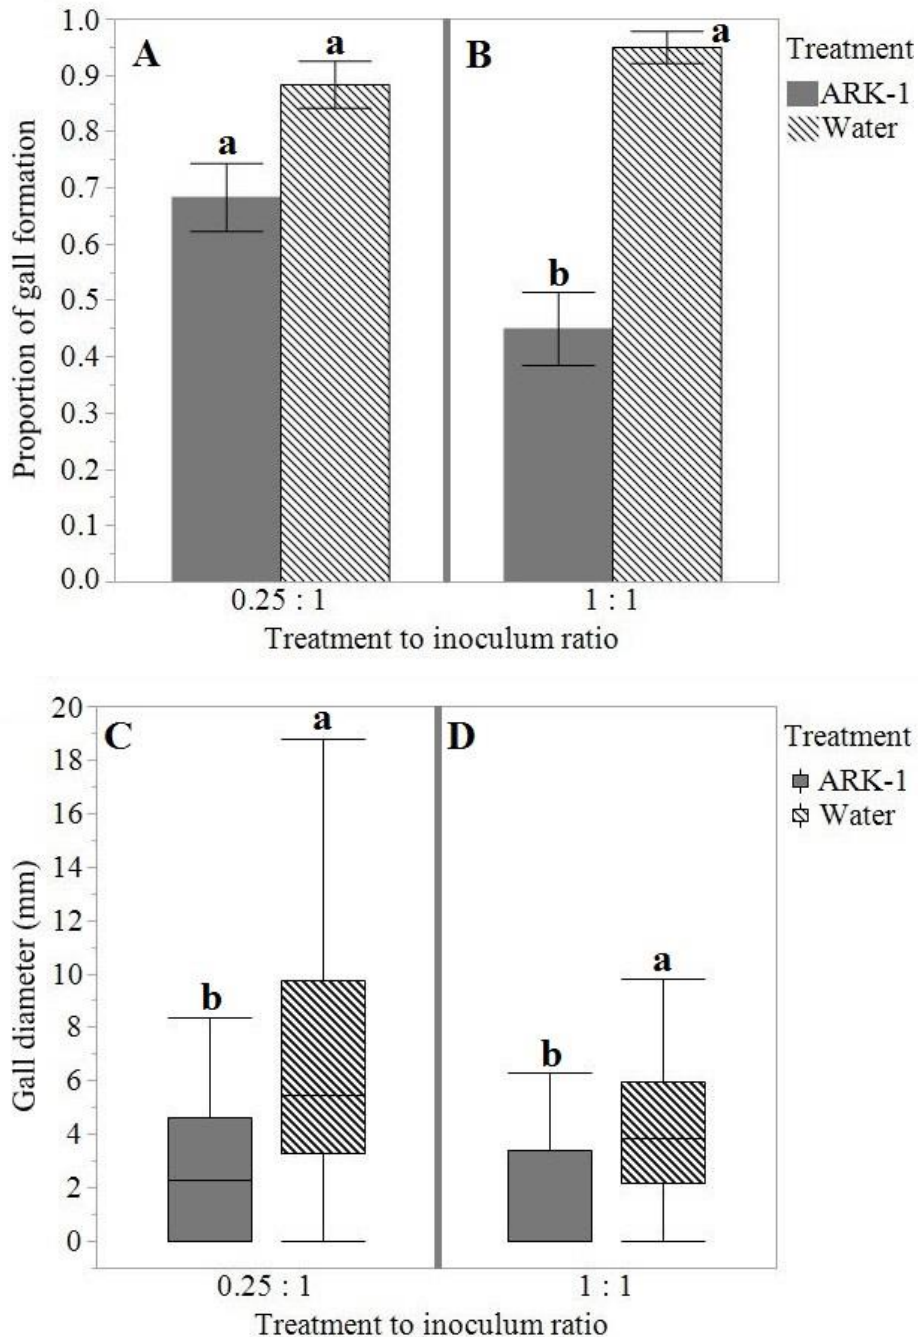 1.0
0.9
0.8
0.7
0.6
0.5
0.4
0.3
0.2
0.1
0.0
Proportion of gall formation
A
a
a
B
b
a
Treatment
ARK-1
Water
0.25 : 1
1 : 1
Treatment to inoculum ratio
20
18
16
14
12
10
8
6
4
2
0
Gall diameter (mm)
C
b
a
D
b
a
Treatment
ARK-1
Water
0.25 : 1
1 : 1
Treatment to inoculum ratio